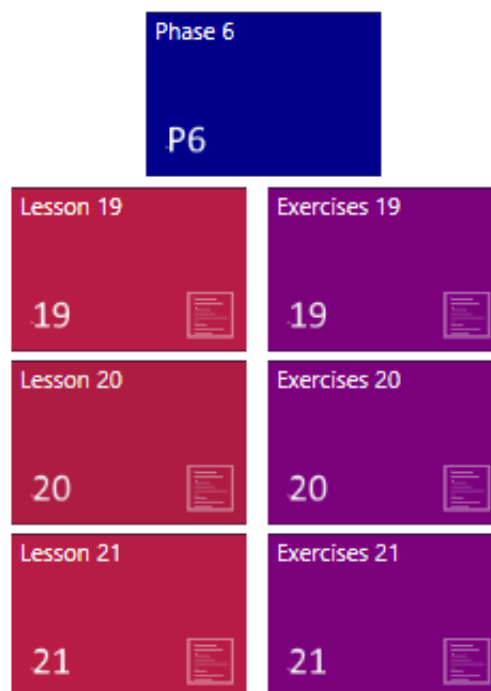 Phase 6
P6
Lesson 19
19
Exercises 19
19
Lesson 20
20
Exercises 20
20
Lesson 21
21
Exercises 21
21